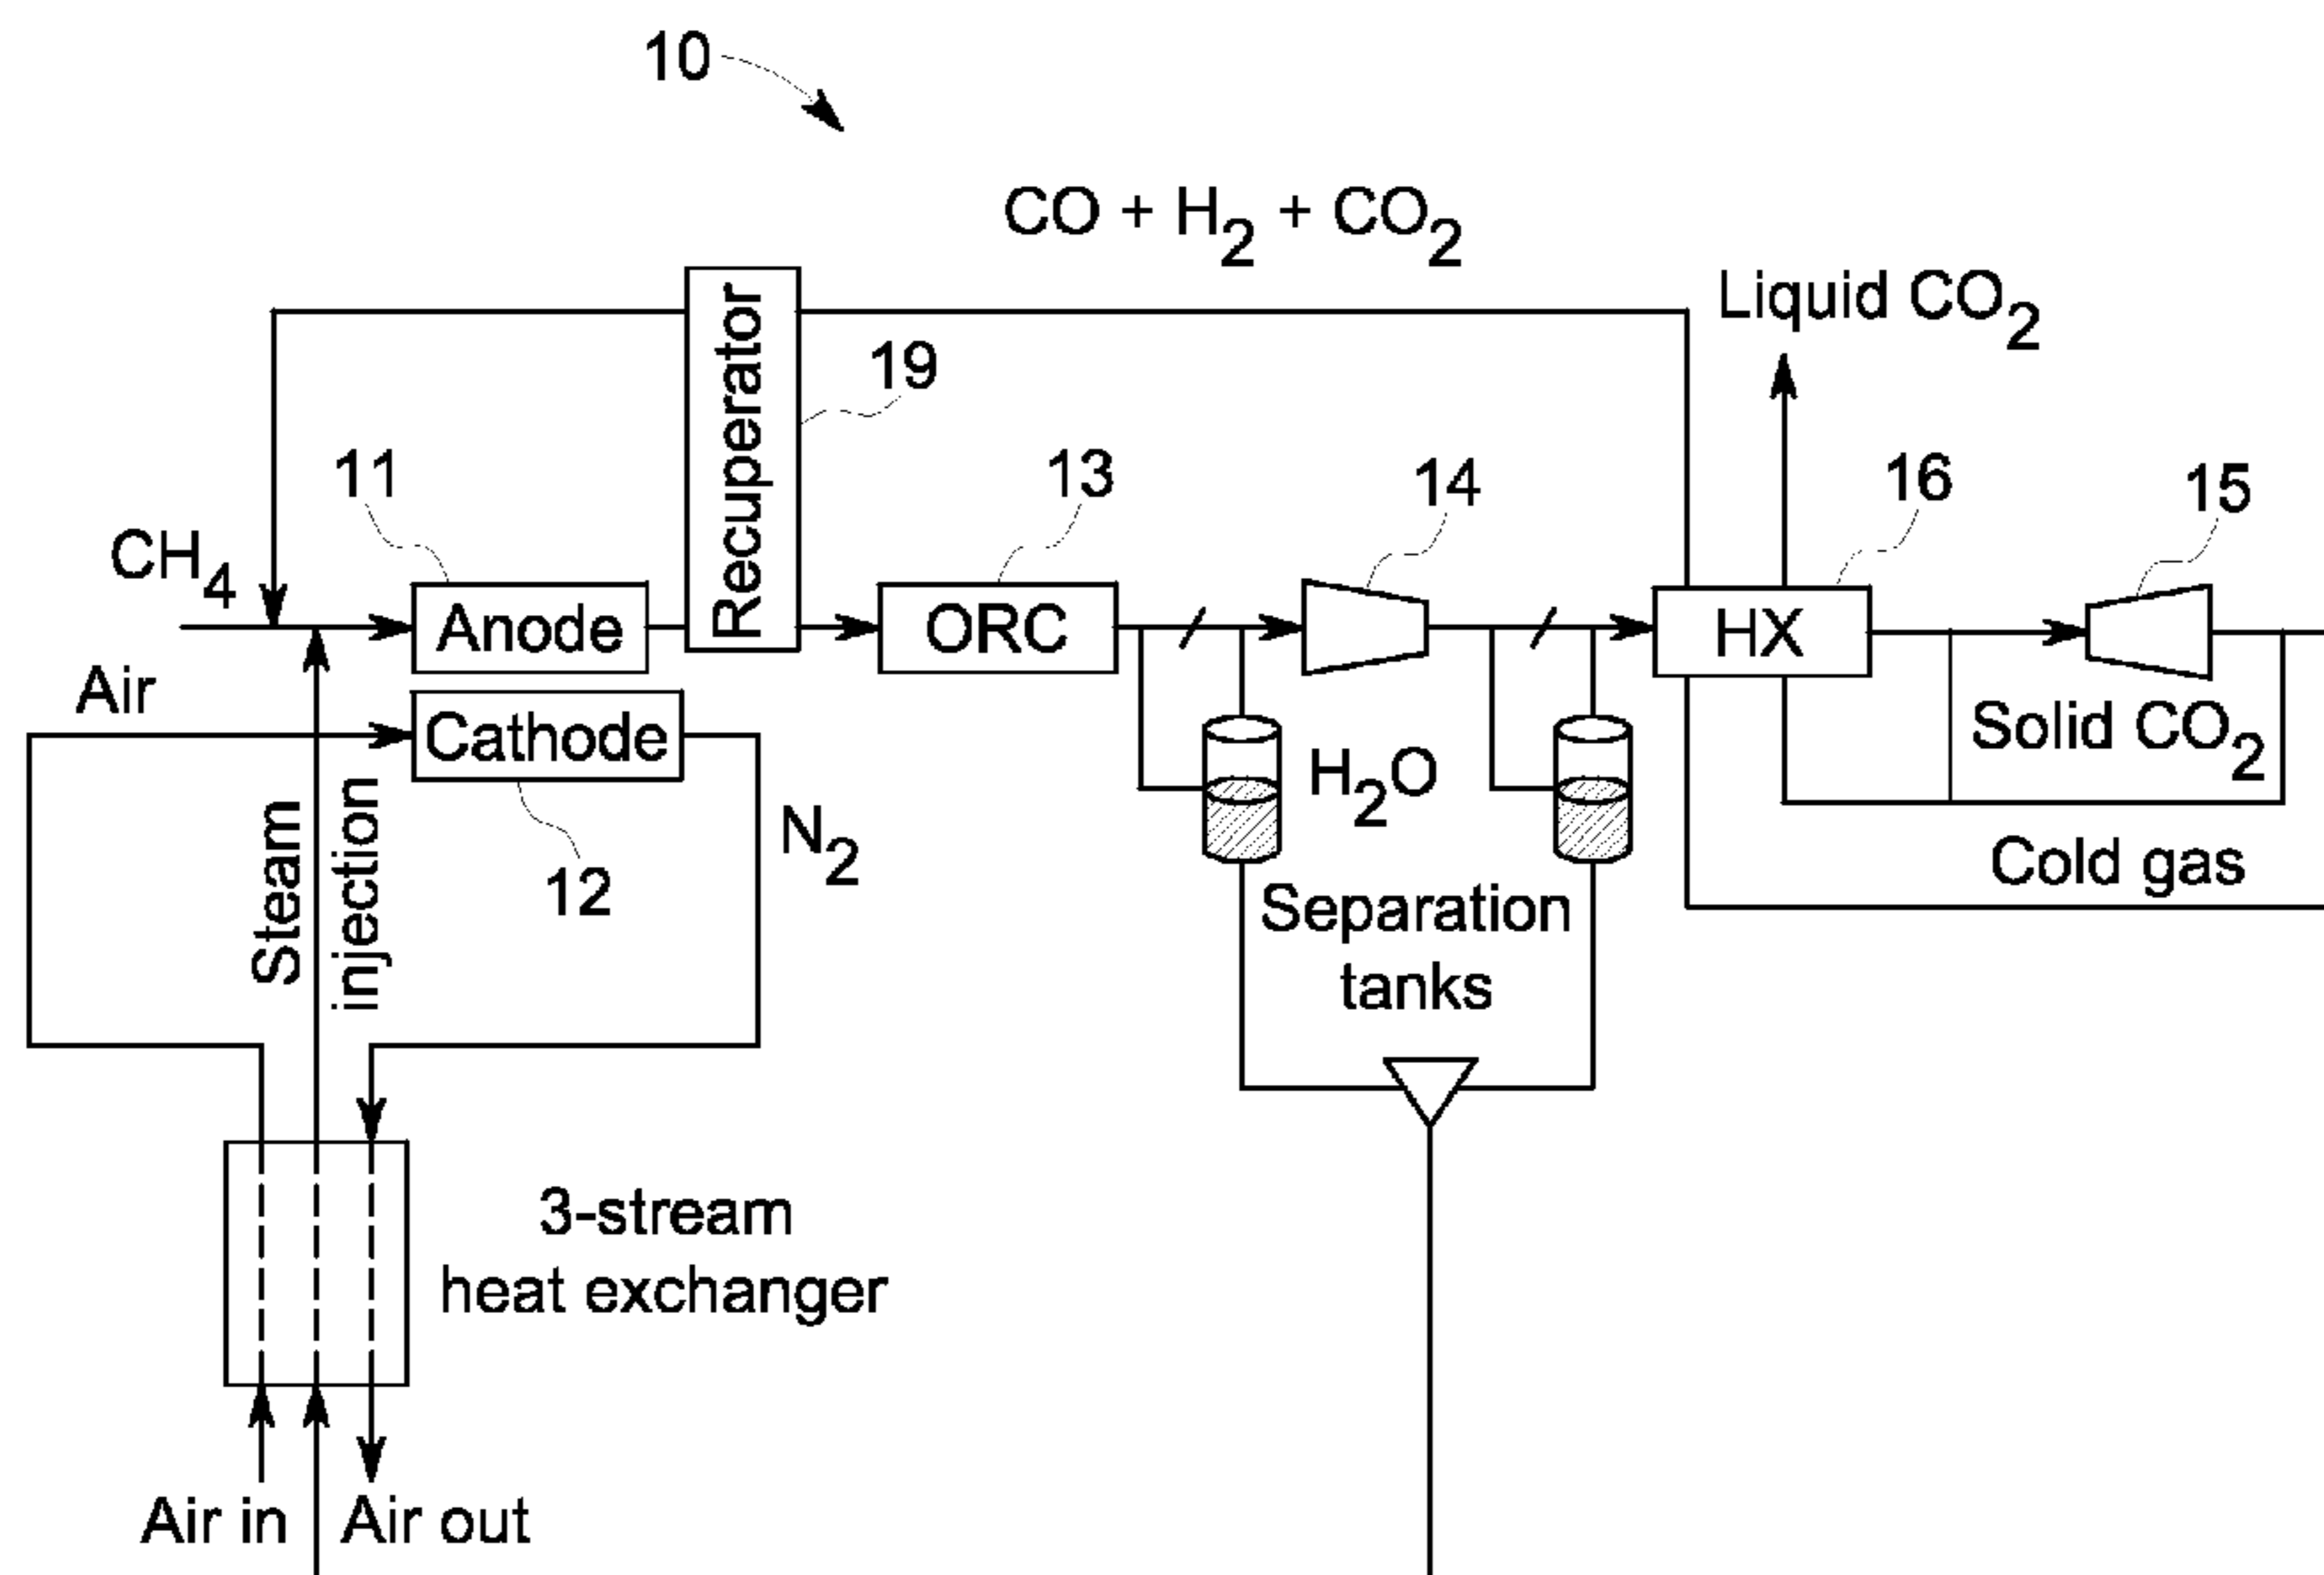 10
CO + H2 + CO2
Liquid CO2
Recuperator
19
11
13
14
16
15
CH4
Anode
ORC
HX
Air
Cathode
Solid CO2
H2O
N2
12
Steam
injection
Cold gas
Separation
tanks
3-stream
heat exchanger
Air in
Air out